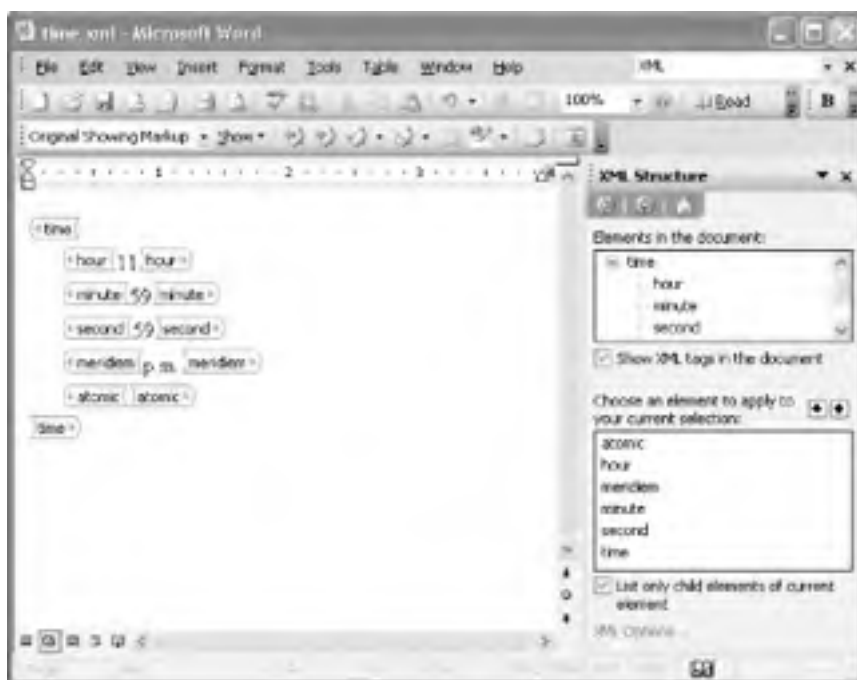 time.xml - Microsoft Word
File Edit View Insert Format Tools Table Window Help XML
100% Read B
Original Showing Markup Show
1 2 3
XML Structure
time
Elements in the document:
hour 11 hour
time
hour
minute 59 minute
minute
second 59 second
second
meridiem p.m. meridiem
Show XML tags in the document
atomic atomic
Choose an element to apply to
your current selection:
time
atomic
hour
meridiem
minute
second
time
List only child elements of current
element
XML Options...